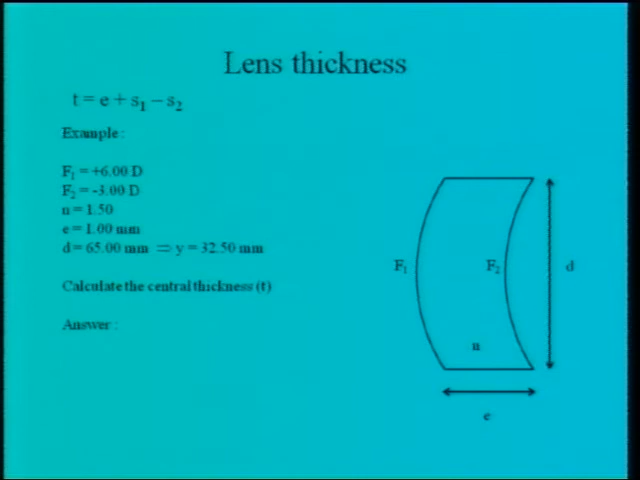 Lens thickness
t = e + s₁ – s₂
Example :
F₁ = +6.00 D
F₂ = -3.00 D
n = 1.50
e = 1.00 mm
d = 65.00 mm ⇒ y = 32.50 mm
Calculate the central thickness (t)
Answer :
F₁
F₂
d
n
e